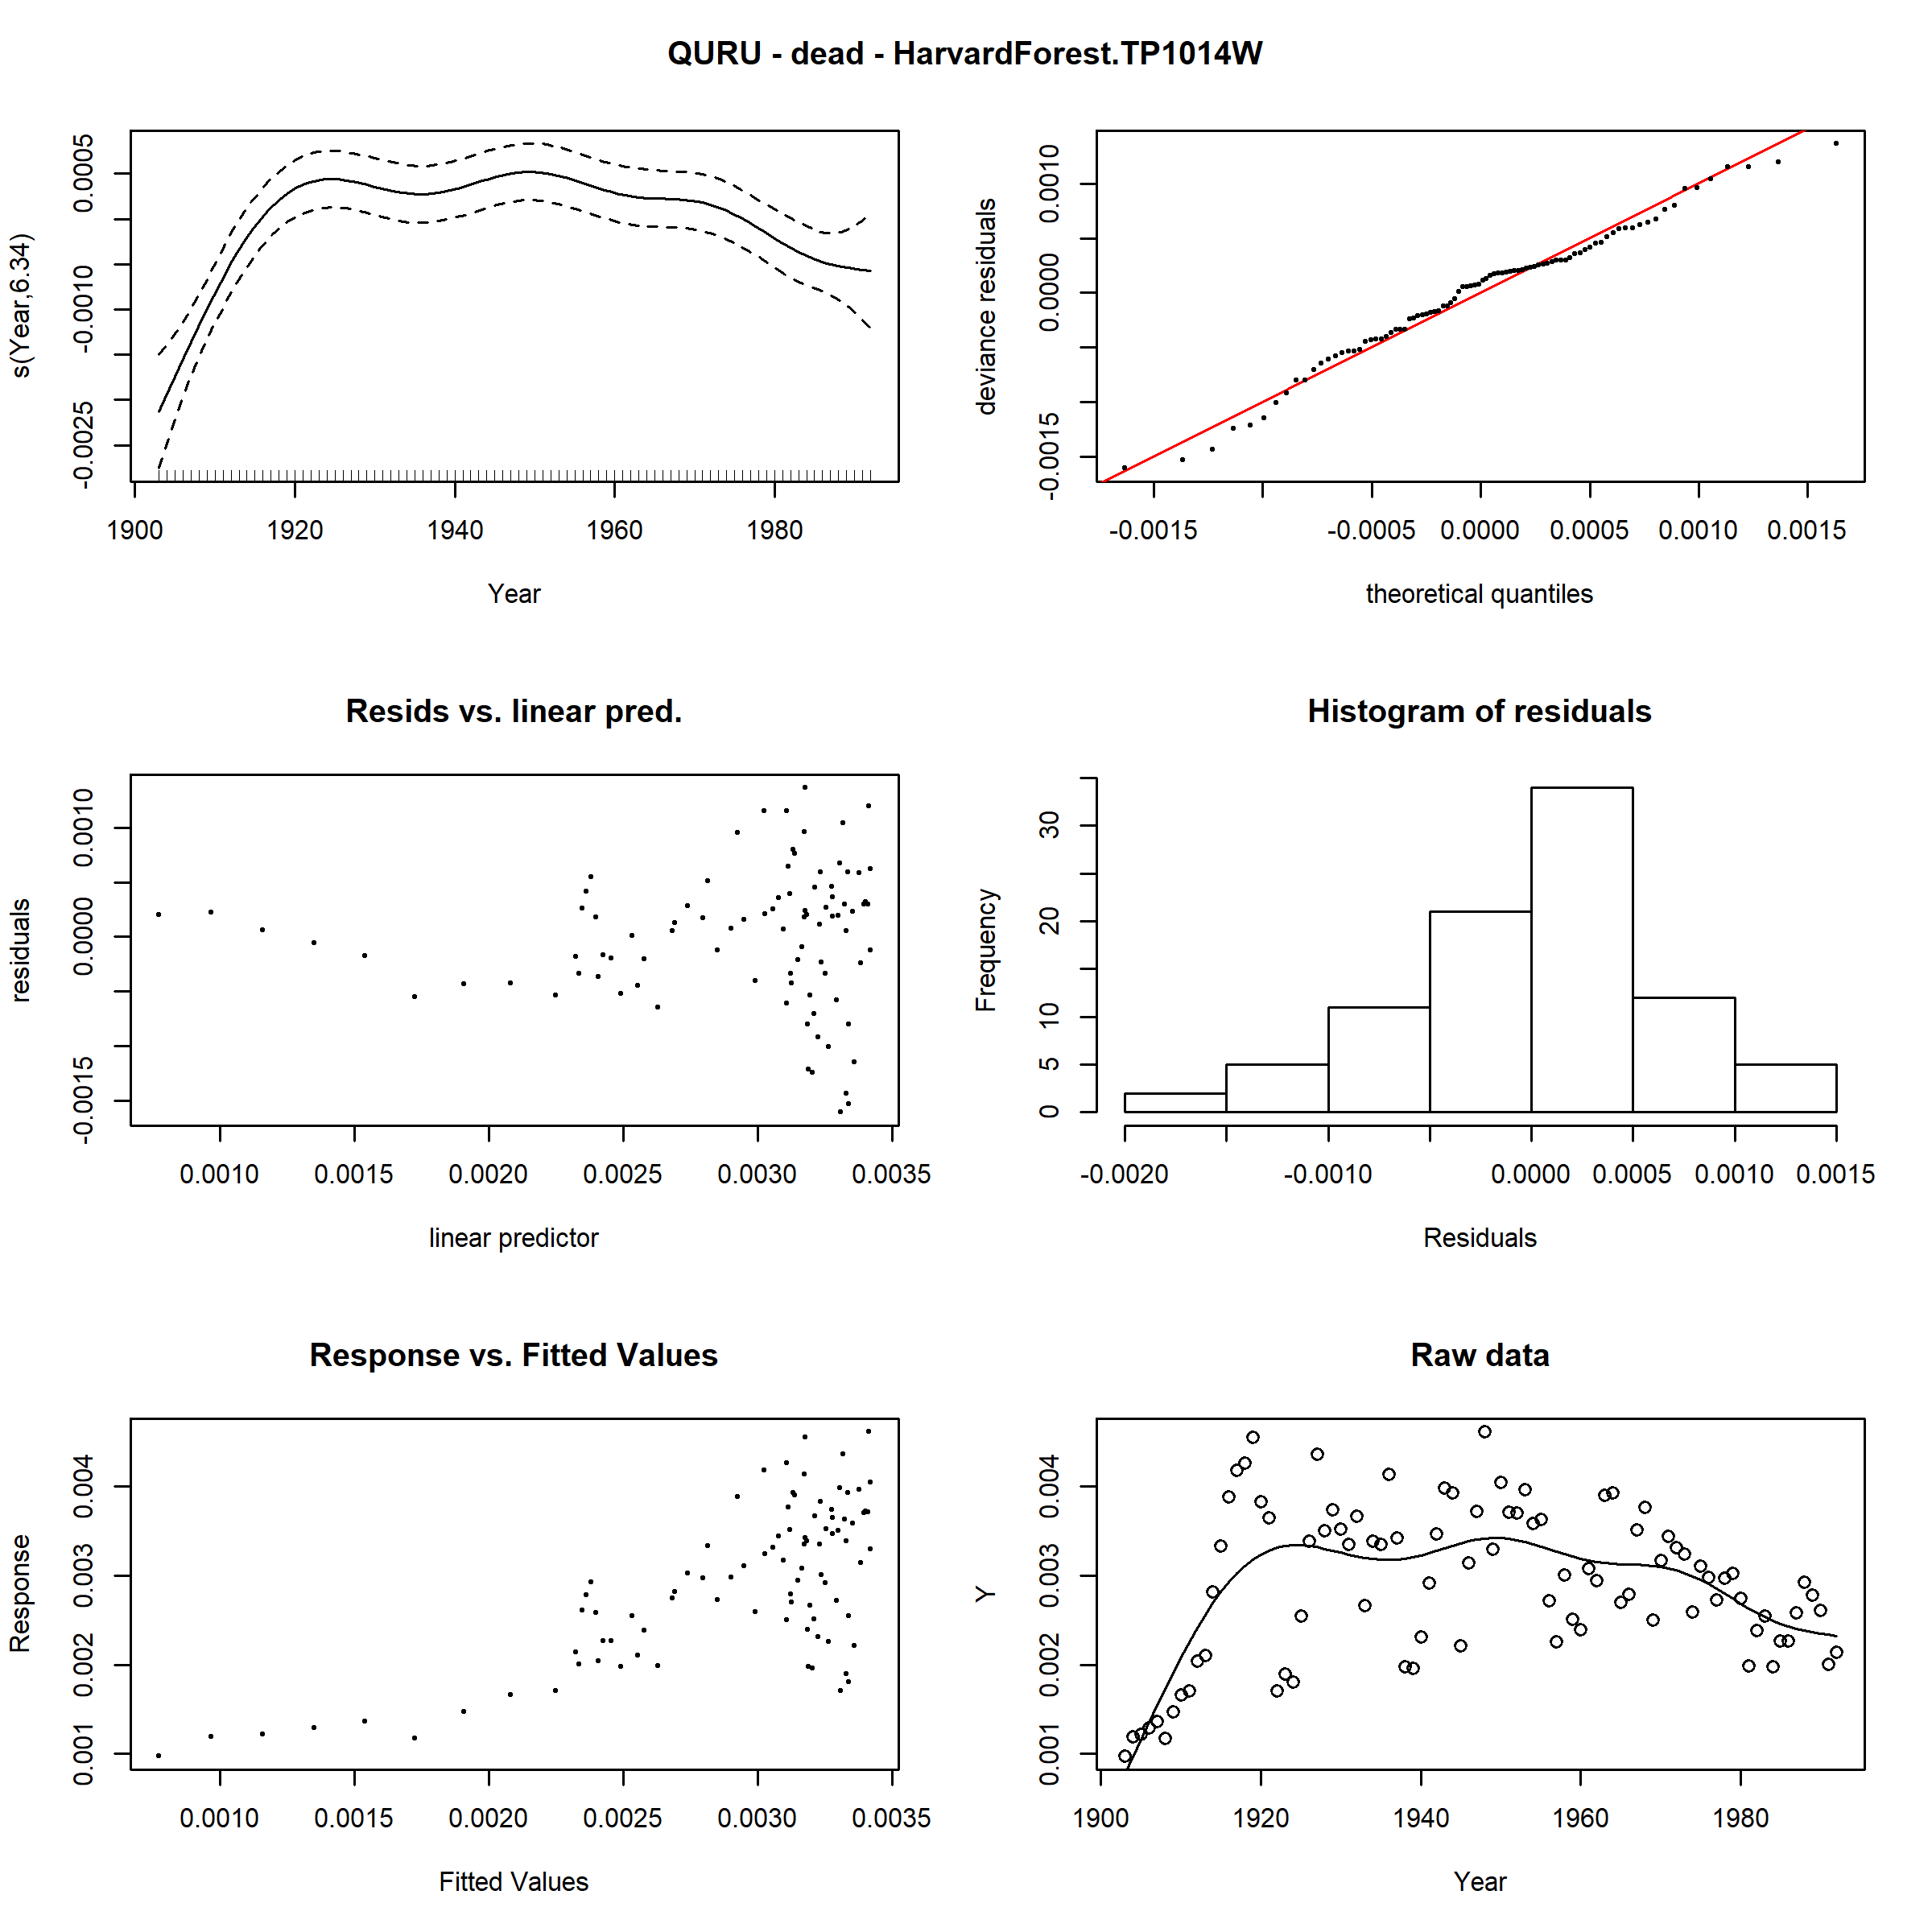 QURU - dead - HarvardForest.TP1014W
s(Year,6.34)
-0.0025 -0.0010 0.0005
1900 1920 1940 1960 1980
Year
deviance residuals
-0.0015 0.0000 0.0010
-0.0015 -0.0005 0.0000 0.0005 0.0010 0.0015
theoretical quantiles
Resids vs. linear pred.
residuals
-0.0015 0.0000 0.0010
0.0010 0.0015 0.0020 0.0025 0.0030 0.0035
linear predictor
Histogram of residuals
Frequency
0 5 10 20 30
-0.0020 -0.0010 0.0000 0.0005 0.0010 0.0015
Residuals
Response vs. Fitted Values
Response
0.001 0.002 0.003 0.004
0.0010 0.0015 0.0020 0.0025 0.0030 0.0035
Fitted Values
Raw data
Y
0.001 0.002 0.003 0.004
1900 1920 1940 1960 1980
Year